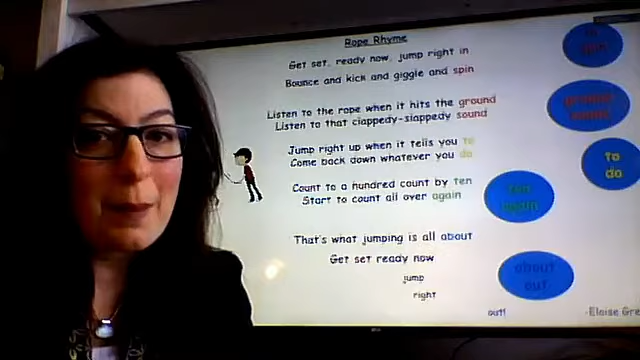 Rope Rhyme
Get set, ready now, jump right in
Bounce and kick and giggle and spin
Listen to the rope when it hits the ground
Listen to that clappedy-slappedy sound
Jump right up when it tells you to
Come back down whatever you do
Count to a hundred count by ten
Start to count all over again
That's what jumping is all about
Get set ready now
jump
right
out!
-Eloise Gre
in
spin
ground
sound
to
do
ten
again
about
out